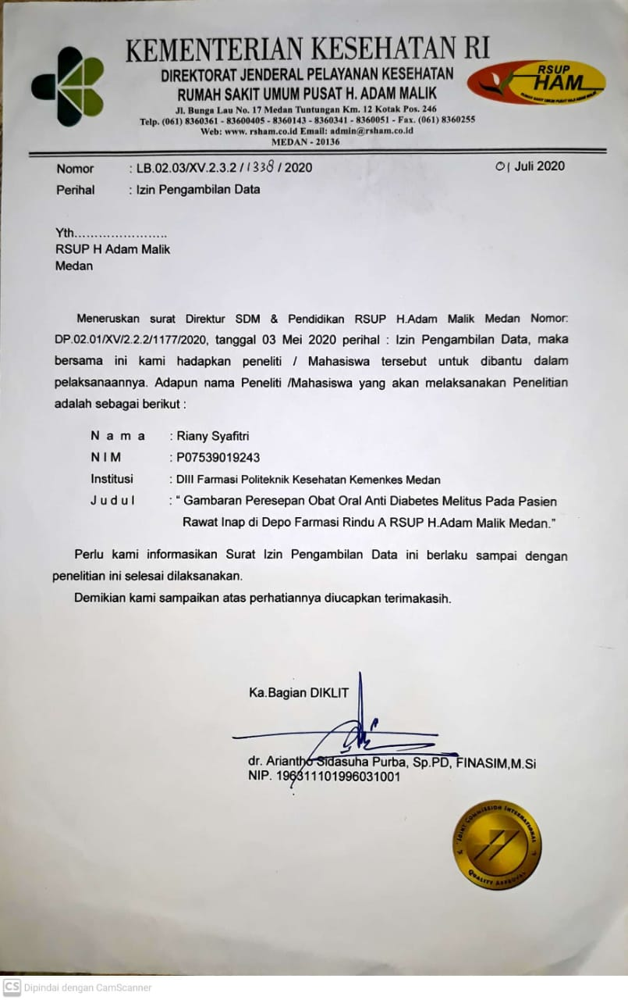 KEMENTERIAN KESEHATAN RI
DIREKTORAT JENDERAL PELAYANAN KESEHATAN
RUMAH SAKIT UMUM PUSAT H. ADAM MALIK
Jl. Bunga Lau No. 17 Medan Tuntungan Km. 12 Kotak Pos. 246
Telp. (061) 8360361 - 83600405 - 8360143 - 8360341 - 8360051 - Fax. (061) 8360255
Web: www. rsham.co.id Email: admin@rsham.co.id
MEDAN - 20136
RSUP
HAM
RUMAH SAKIT UMUM PUSAT HAJI ADAM MALIK
Nomor : LB.02.03/XV.2.3.2 / 1338 / 2020 01 Juli 2020
Perihal : Izin Pengambilan Data
Yth.......................
RSUP H Adam Malik
Medan
Meneruskan surat Direktur SDM & Pendidikan RSUP H.Adam Malik Medan Nomor:
DP.02.01/XV/2.2.2/1177/2020, tanggal 03 Mei 2020 perihal : Izin Pengambilan Data, maka
bersama ini kami hadapkan peneliti / Mahasiswa tersebut untuk dibantu dalam
pelaksanaannya. Adapun nama Peneliti /Mahasiswa yang akan melaksanakan Penelitian
adalah sebagai berikut :
N a m a : Riany Syafitri
N I M : P07539019243
Institusi : DIII Farmasi Politeknik Kesehatan Kemenkes Medan
J u d u l : “ Gambaran Peresepan Obat Oral Anti Diabetes Melitus Pada Pasien
Rawat Inap di Depo Farmasi Rindu A RSUP H.Adam Malik Medan.”
Perlu kami informasikan Surat Izin Pengambilan Data ini berlaku sampai dengan
penelitian ini selesai dilaksanakan.
Demikian kami sampaikan atas perhatiannya diucapkan terimakasih.
Ka.Bagian DIKLIT
dr. Ariantho Sidasuha Purba, Sp.PD, FINASIM,M.Si
NIP. 196311101996031001
JOINT COMMISSION INTERNATIONAL
QUALITY APPROVAL
CS Dipindai dengan CamScanner